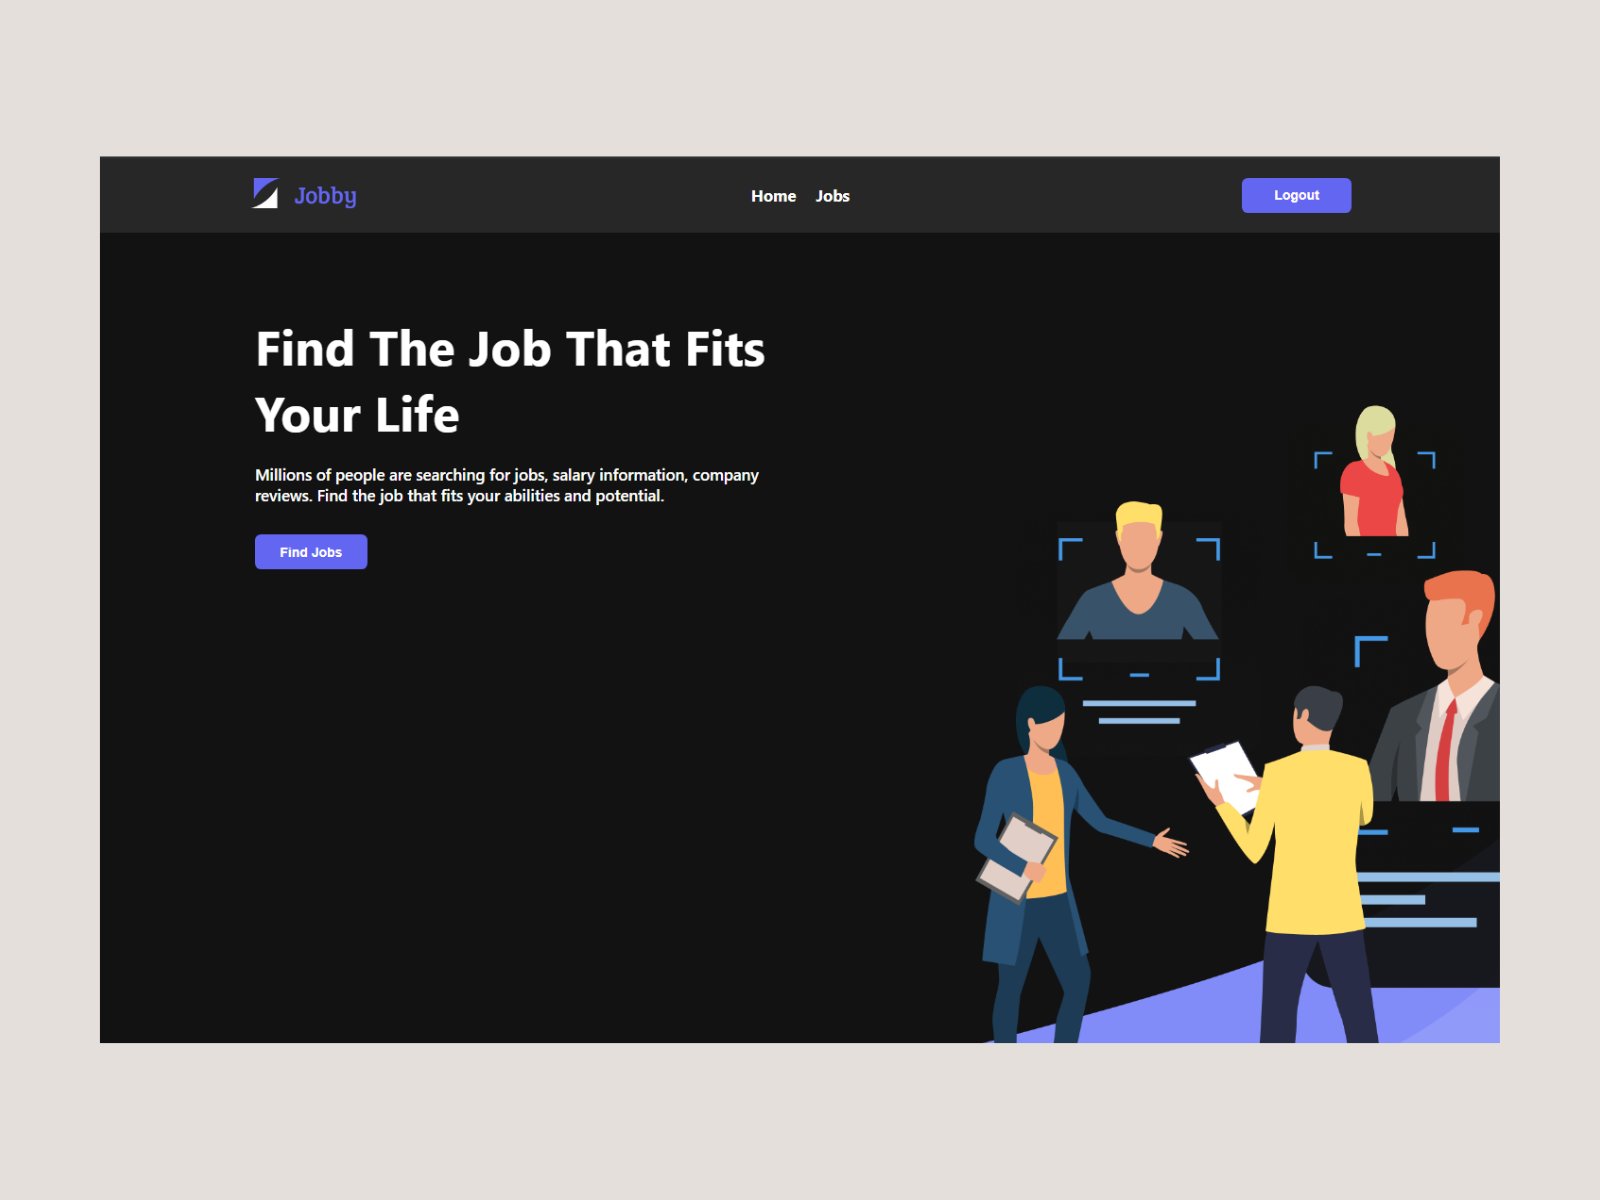 Jobby
Home Jobs
Logout
Find The Job That Fits
Your Life
Millions of people are searching for jobs, salary information, company
reviews. Find the job that fits your abilities and potential.
Find Jobs